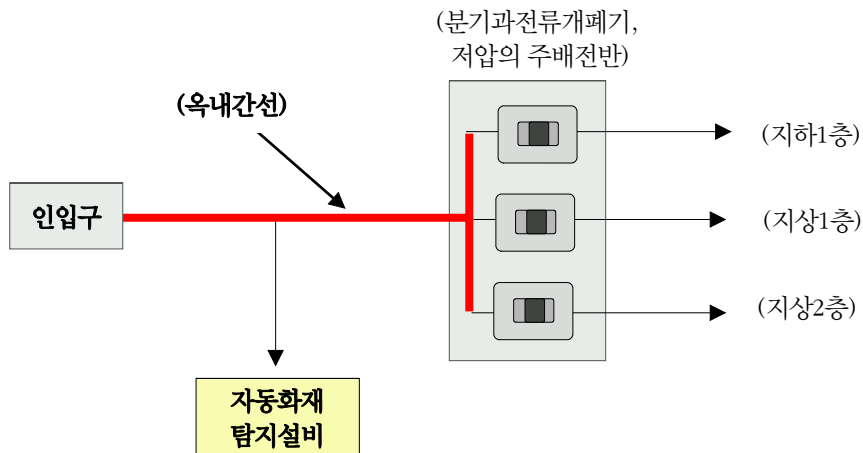 (분기과전류개폐기,
저압의 주배전반)
(옥내간선)
(지하1층)
인입구
(지상1층)
(지상2층)
자동화재
탐지설비